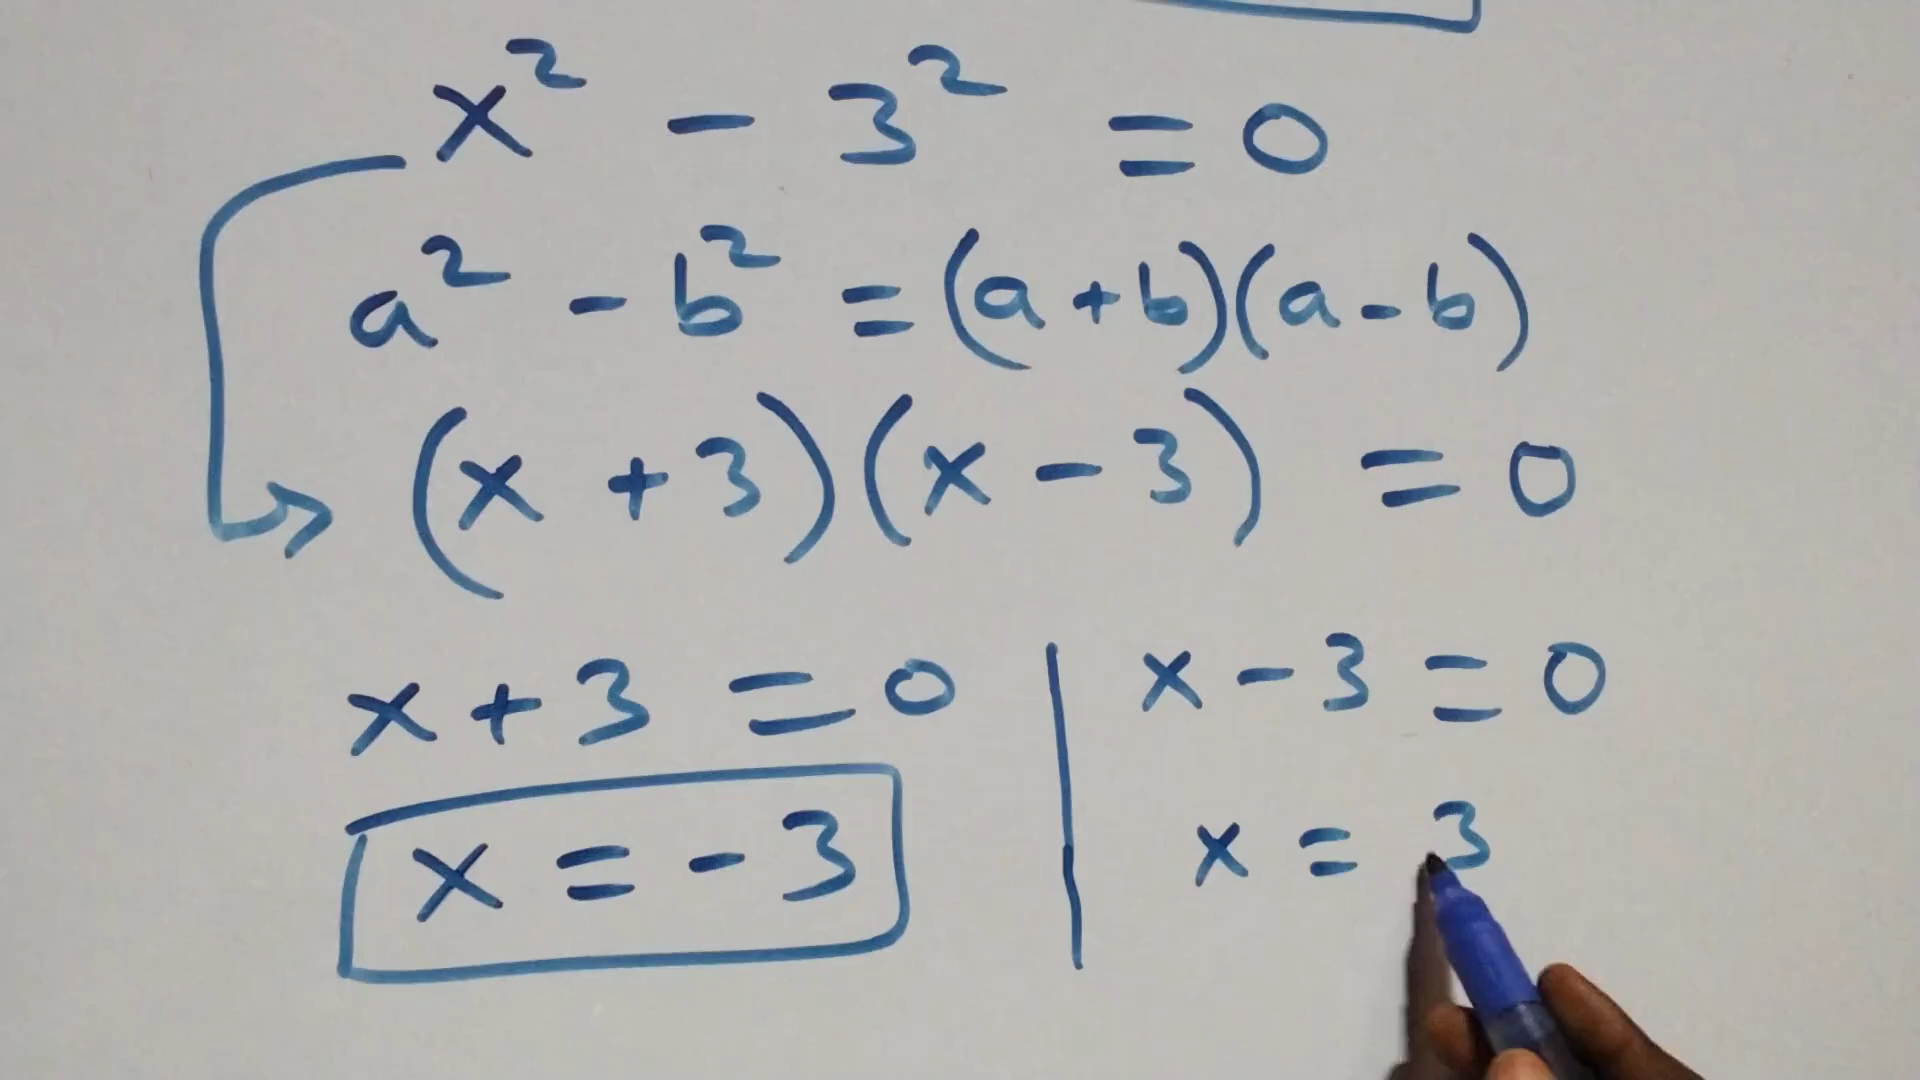 x² - 3² = 0
a² - b² = (a + b)(a - b)
(x + 3)(x - 3) = 0
x + 3 = 0
x = -3
x - 3 = 0
x = 3